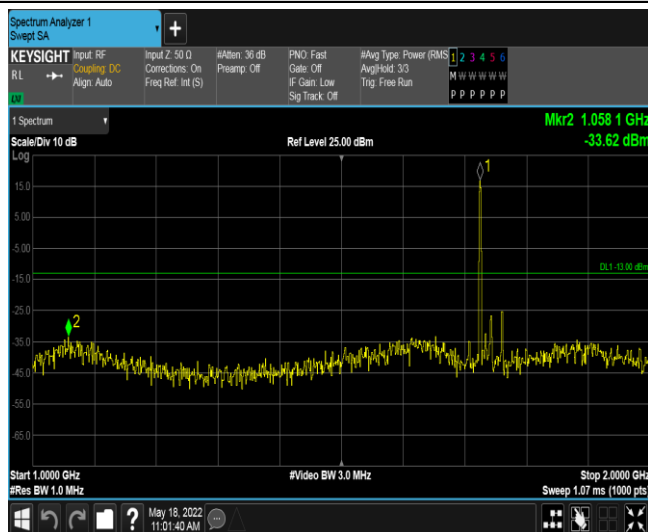 Spectrum Analyzer 1
Swept SA
KEYSIGHT
RL
LNI
Input: RF
Coupling: DC
Align: Auto
Input Z: 50 Ω
Corrections: On
Freq Ref: Int (S)
#Atten: 36 dB
Preamp: Off
PNO: Fast
Gate: Off
IF Gain: Low
Sig Track: Off
#Avg Type: Power (RMS
Avg|Hold: 3/3
Trig: Free Run
1 2 3 4 5 6
M W W W W W
P P P P P P
1 Spectrum
Mkr2 1.058 1 GHz
Scale/Div 10 dB
Ref Level 25.00 dBm
-33.62 dBm
Log
1
15.0
5.00
-5.00
DL1 -13.00 dBm
-15.0
-25.0
2
-35.0
-45.0
-55.0
-65.0
Start 1.0000 GHz
#Video BW 3.0 MHz
Stop 2.0000 GHz
#Res BW 1.0 MHz
Sweep 1.07 ms (1000 pts)
?
May 18, 2022
11:01:40 AM